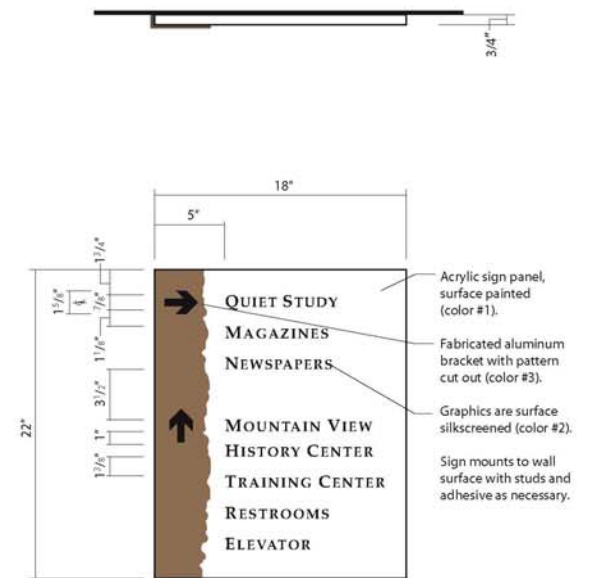 3/4"
18"
5"
1 3/4"
1 5/8"
7/8"
1 1/8"
3 1/2"
1"
1 3/8"
22"
QUIET STUDY
MAGAZINES
NEWSPAPERS
MOUNTAIN VIEW
HISTORY CENTER
TRAINING CENTER
RESTROOMS
ELEVATOR
Acrylic sign panel,
surface painted
(color #1).
Fabricated aluminum
bracket with pattern
cut out (color #3).
Graphics are surface
silkscreened (color #2).
Sign mounts to wall
surface with studs and
adhesive as necessary.